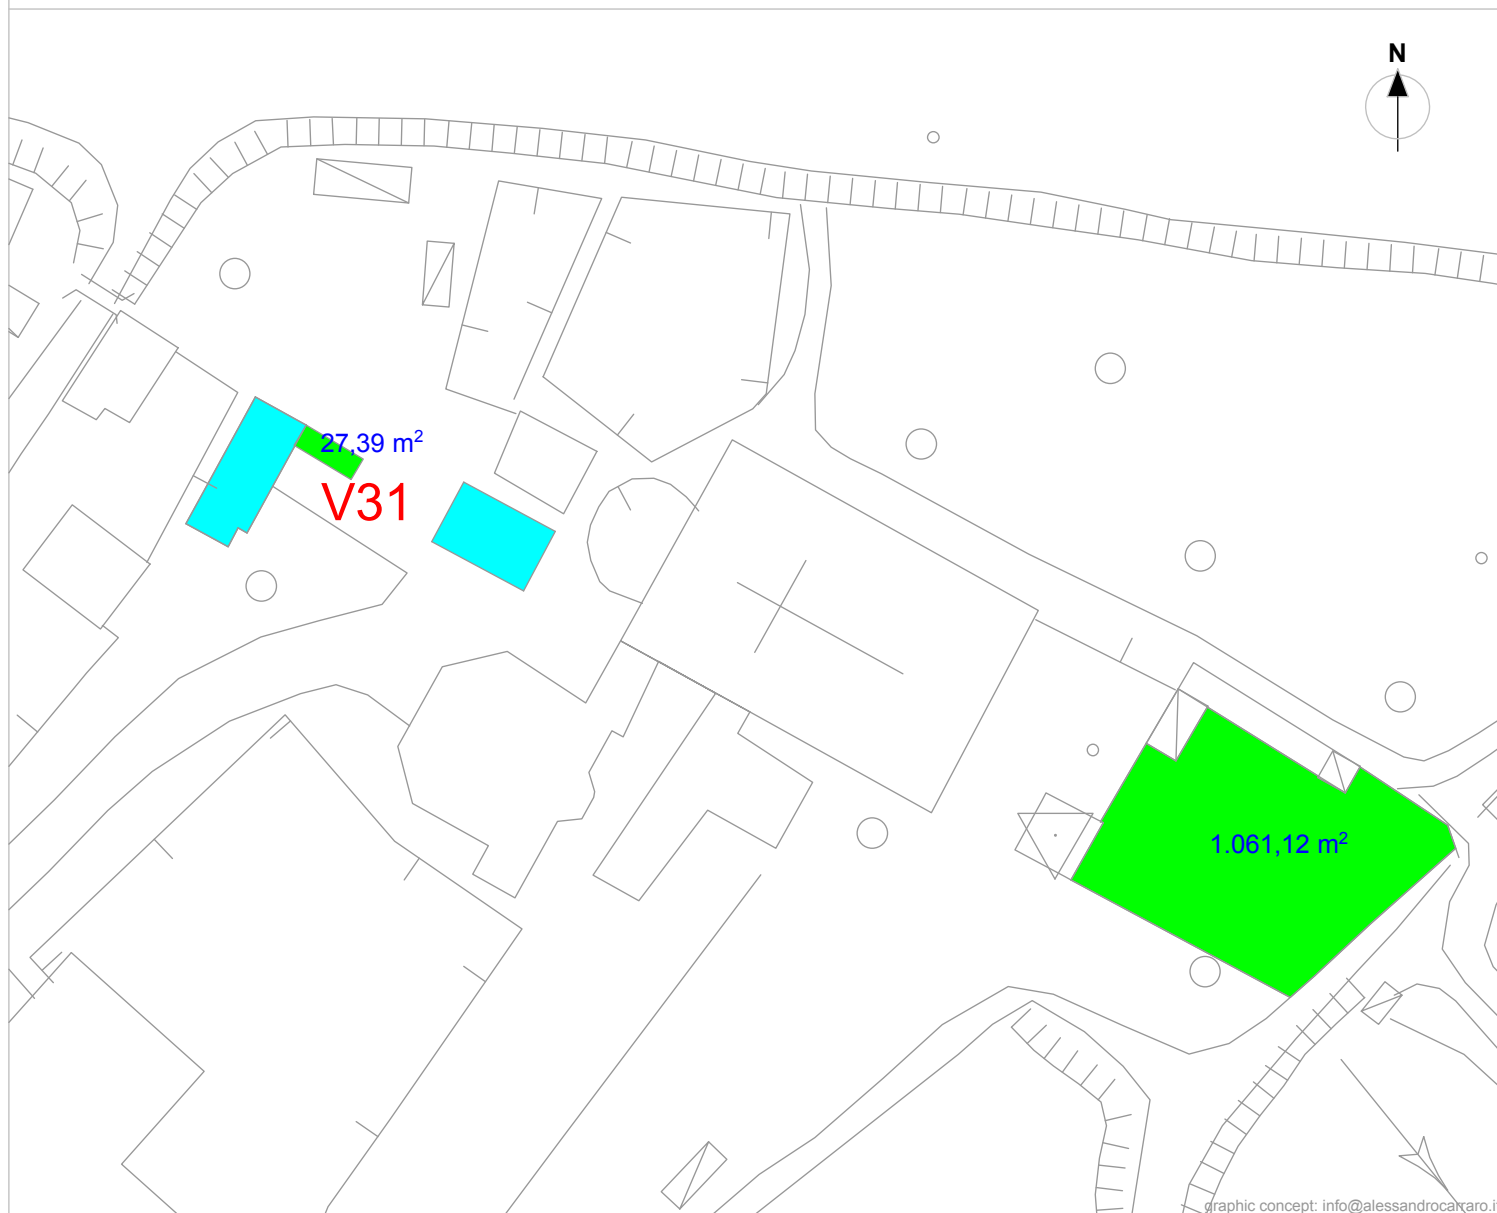 N
27,39 m²
V31
1.061,12 m²
graphic concept: info@alessandrocarraro.it